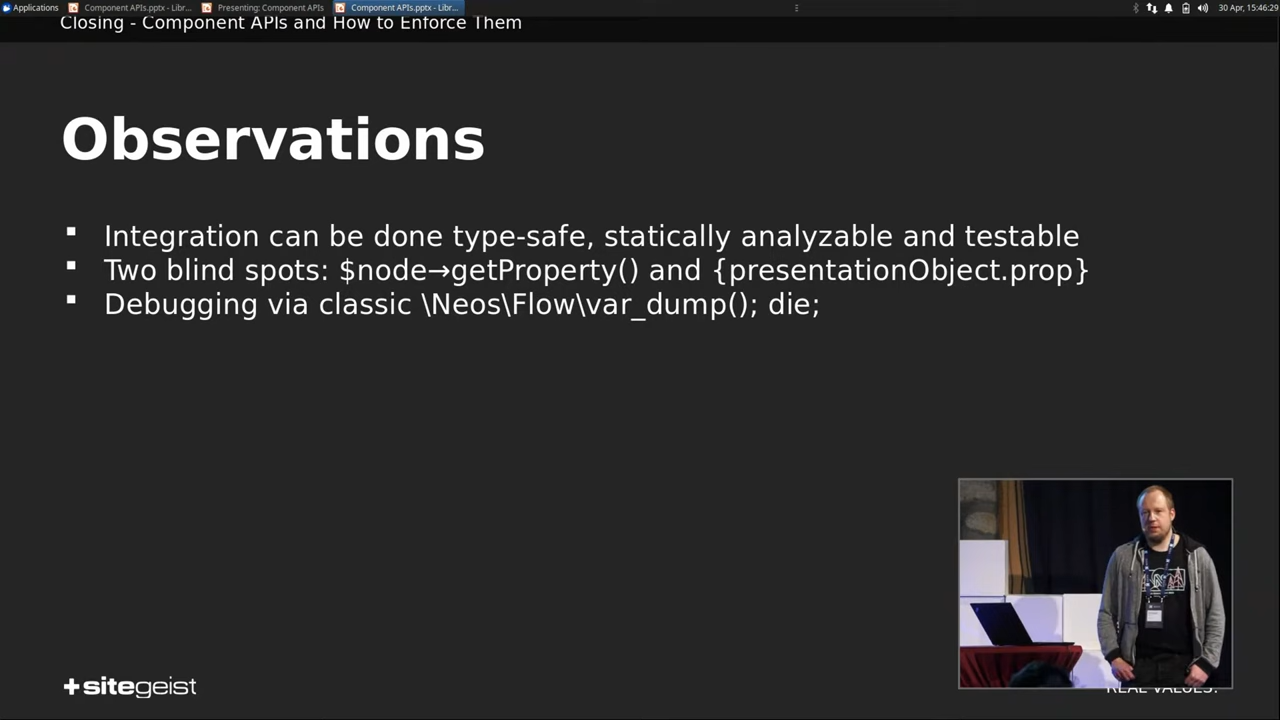 Applications
Component APIs.pptx - Libr...
Presenting: Component APIs
Component APIs.pptx - Libr...
30 Apr, 15:46:29
Closing - Component APIs and How to Enforce Them
Observations
▪ Integration can be done type-safe, statically analyzable and testable
▪ Two blind spots: $node→getProperty() and {presentationObject.prop}
▪ Debugging via classic \Neos\Flow\var_dump(); die;
+sitegeist
REAL VALUES.